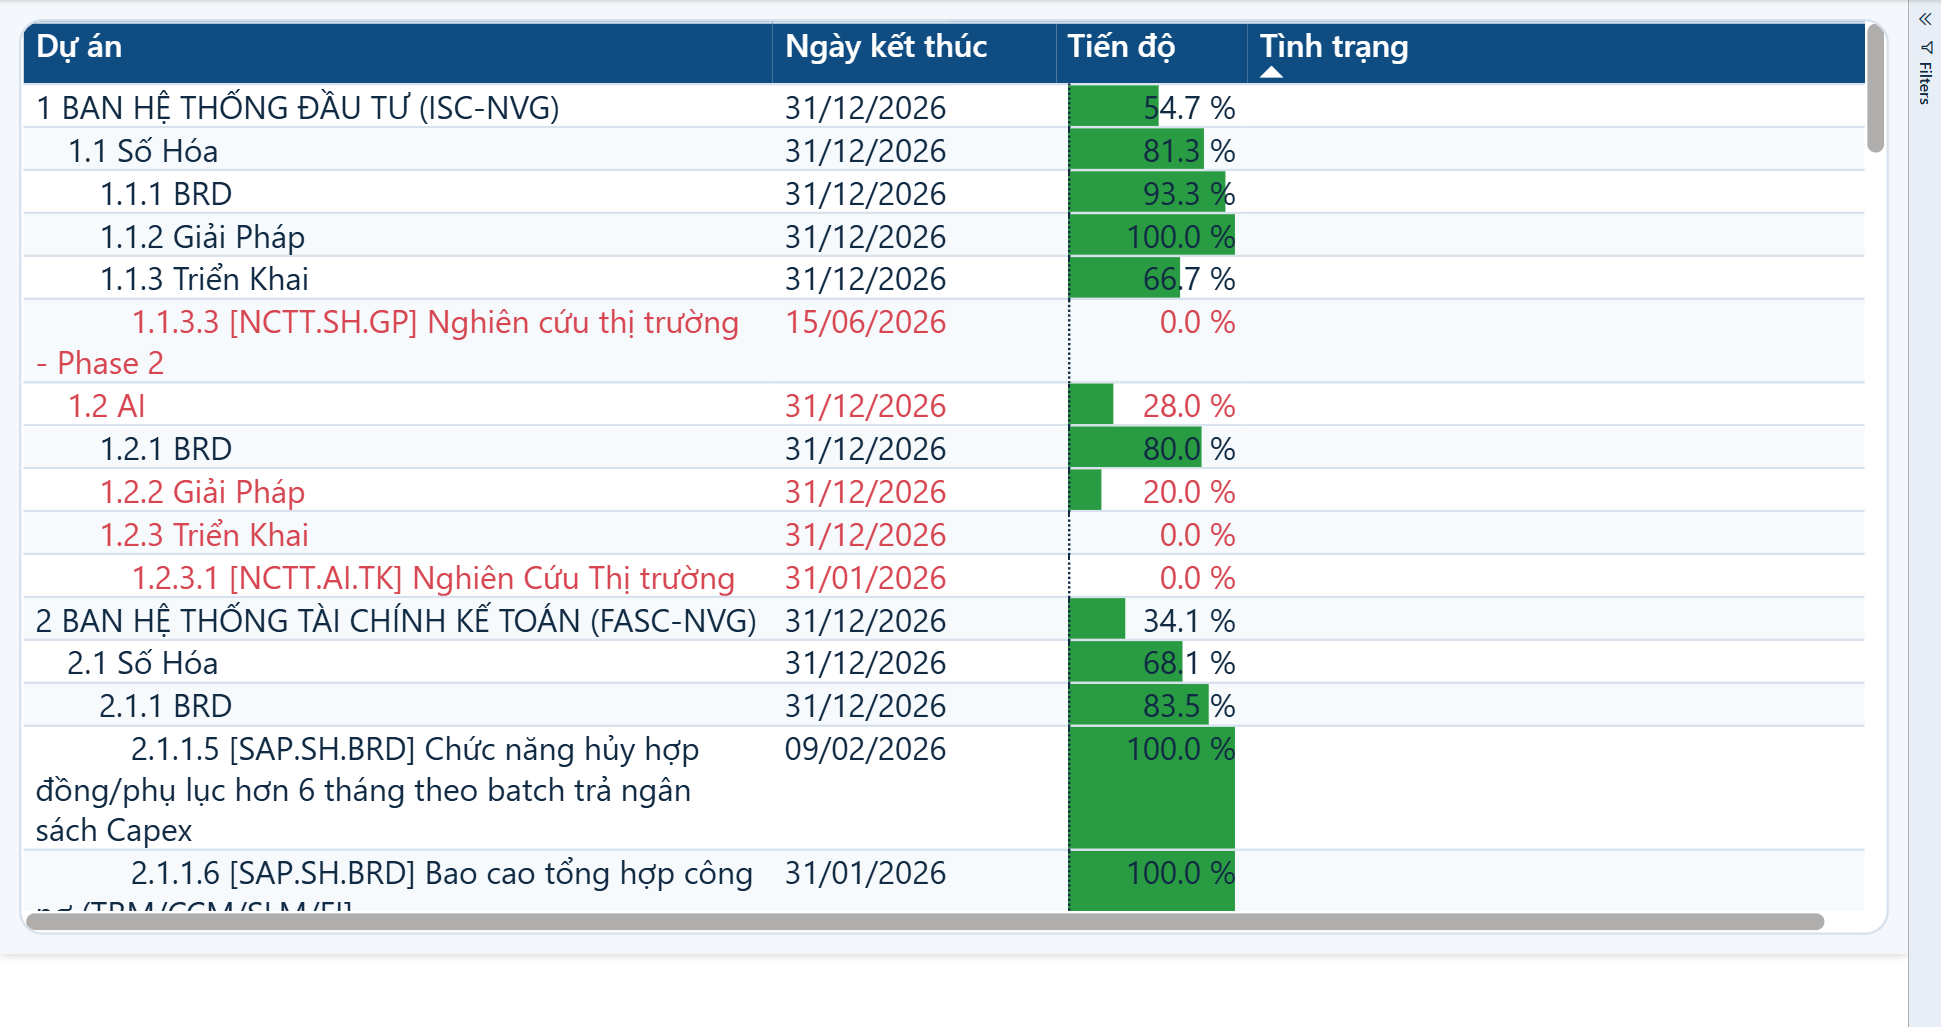 Dự án Ngày kết thúc Tiến độ Tình trạng
1 BAN HỆ THỐNG ĐẦU TƯ (ISC-NVG) 31/12/2026 54.7 %
1.1 Số Hóa 31/12/2026 81.3 %
1.1.1 BRD 31/12/2026 93.3 %
1.1.2 Giải Pháp 31/12/2026 100.0 %
1.1.3 Triển Khai 31/12/2026 66.7 %
1.1.3.3 [NCTT.SH.GP] Nghiên cứu thị trường 15/06/2026 0.0 %
- Phase 2
1.2 AI 31/12/2026 28.0 %
1.2.1 BRD 31/12/2026 80.0 %
1.2.2 Giải Pháp 31/12/2026 20.0 %
1.2.3 Triển Khai 31/12/2026 0.0 %
1.2.3.1 [NCTT.AI.TK] Nghiên Cứu Thị trường 31/01/2026 0.0 %
2 BAN HỆ THỐNG TÀI CHÍNH KẾ TOÁN (FASC-NVG) 31/12/2026 34.1 %
2.1 Số Hóa 31/12/2026 68.1 %
2.1.1 BRD 31/12/2026 83.5 %
2.1.1.5 [SAP.SH.BRD] Chức năng hủy hợp 09/02/2026 100.0 %
đồng/phụ lục hơn 6 tháng theo batch trả ngân
sách Capex
2.1.1.6 [SAP.SH.BRD] Bao cao tổng hợp công 31/01/2026 100.0 %
Filters